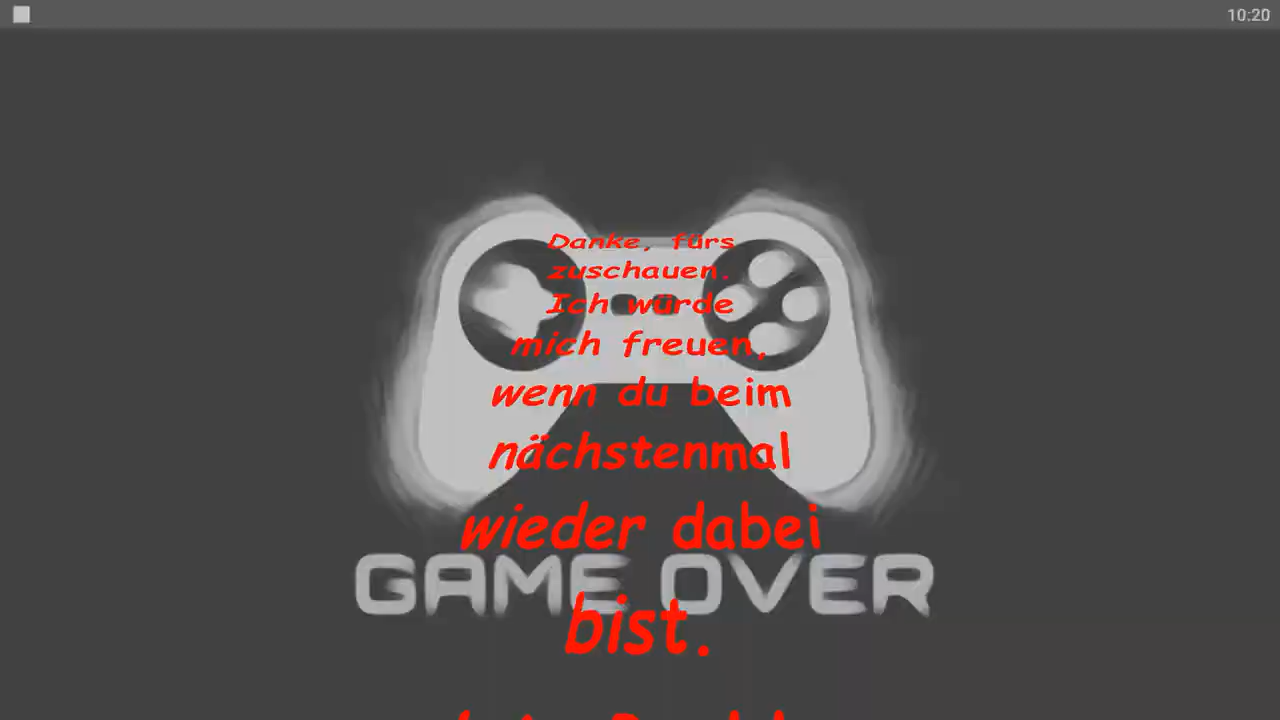 10:20
Danke, fürs
zuschauen.
Ich würde
mich freuen,
wenn du beim
nächstenmal
wieder dabei
GAME OVER
bist.